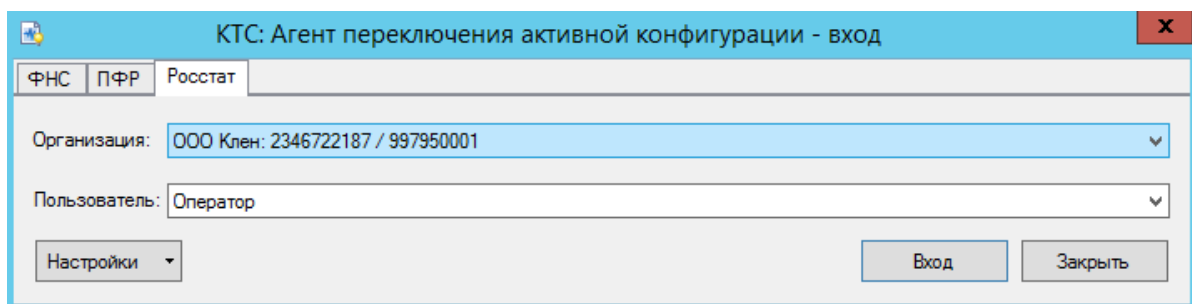 КТС: Агент переключения активной конфигурации - вход
x
ФНС ПФР Росстат
Организация: ООО Клен: 2346722187 / 997950001
Пользователь: Оператор
Настройки Вход Закрыть